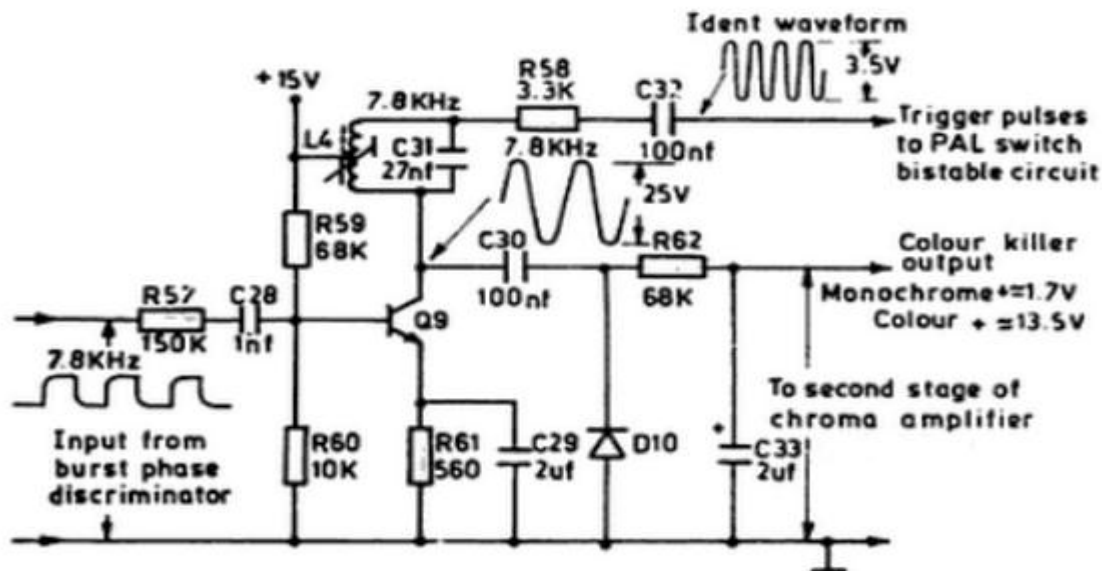 Ident waveform
3.5V
+15V
7.8KHz
R58
3.3K
C32
100nf
Trigger pulses
to PAL switch
bistable circuit
L4
C31
27nf
7.8KHz
25V
R59
68K
C30
100nf
R62
68K
Colour killer
output
Monochrome +≃1.7V
Colour + ≃13.5V
R57
150K
C28
1nf
Q9
7.8KHz
To second stage of
chroma amplifier
Input from
burst phase
discriminator
R60
10K
R61
560
C29
2uf
D10
+
C33
2uf